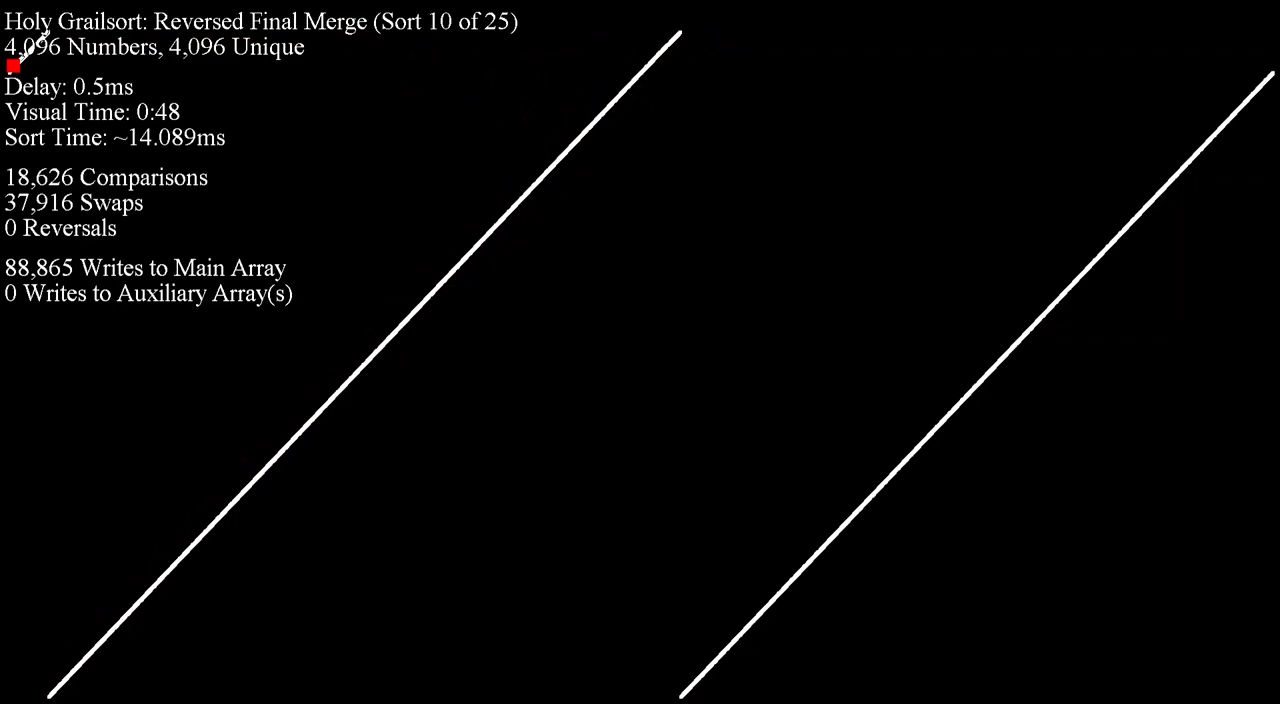 Holy Grailsort: Reversed Final Merge (Sort 10 of 25)
4,096 Numbers, 4,096 Unique
Delay: 0.5ms
Visual Time: 0:48
Sort Time: ~14.089ms
18,626 Comparisons
37,916 Swaps
0 Reversals
88,865 Writes to Main Array
0 Writes to Auxiliary Array(s)